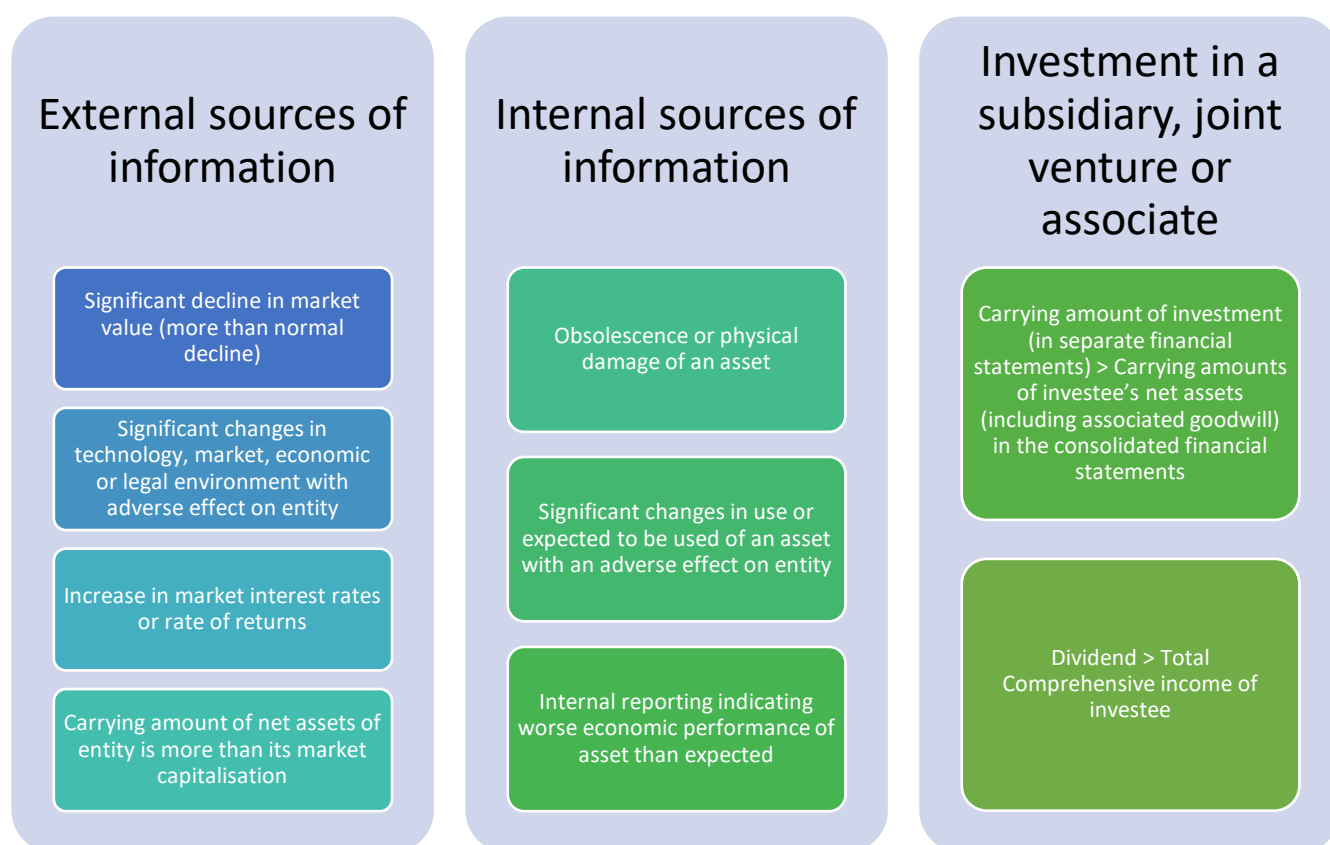 External sources of
information
Significant decline in market
value (more than normal
decline)
Significant changes in
technology, market, economic
or legal environment with
adverse effect on entity
Increase in market interest rates
or rate of returns
Carrying amount of net assets of
entity is more than its market
capitalisation
Internal sources of
information
Obsolescence or physical
damage of an asset
Significant changes in use or
expected to be used of an asset
with an adverse effect on entity
Internal reporting indicating
worse economic performance of
asset than expected
Investment in a
subsidiary, joint
venture or
associate
Carrying amount of investment
(in separate financial
statements) > Carrying amounts
of investee’s net assets
(including associated goodwill)
in the consolidated financial
statements
Dividend > Total
Comprehensive income of
investee